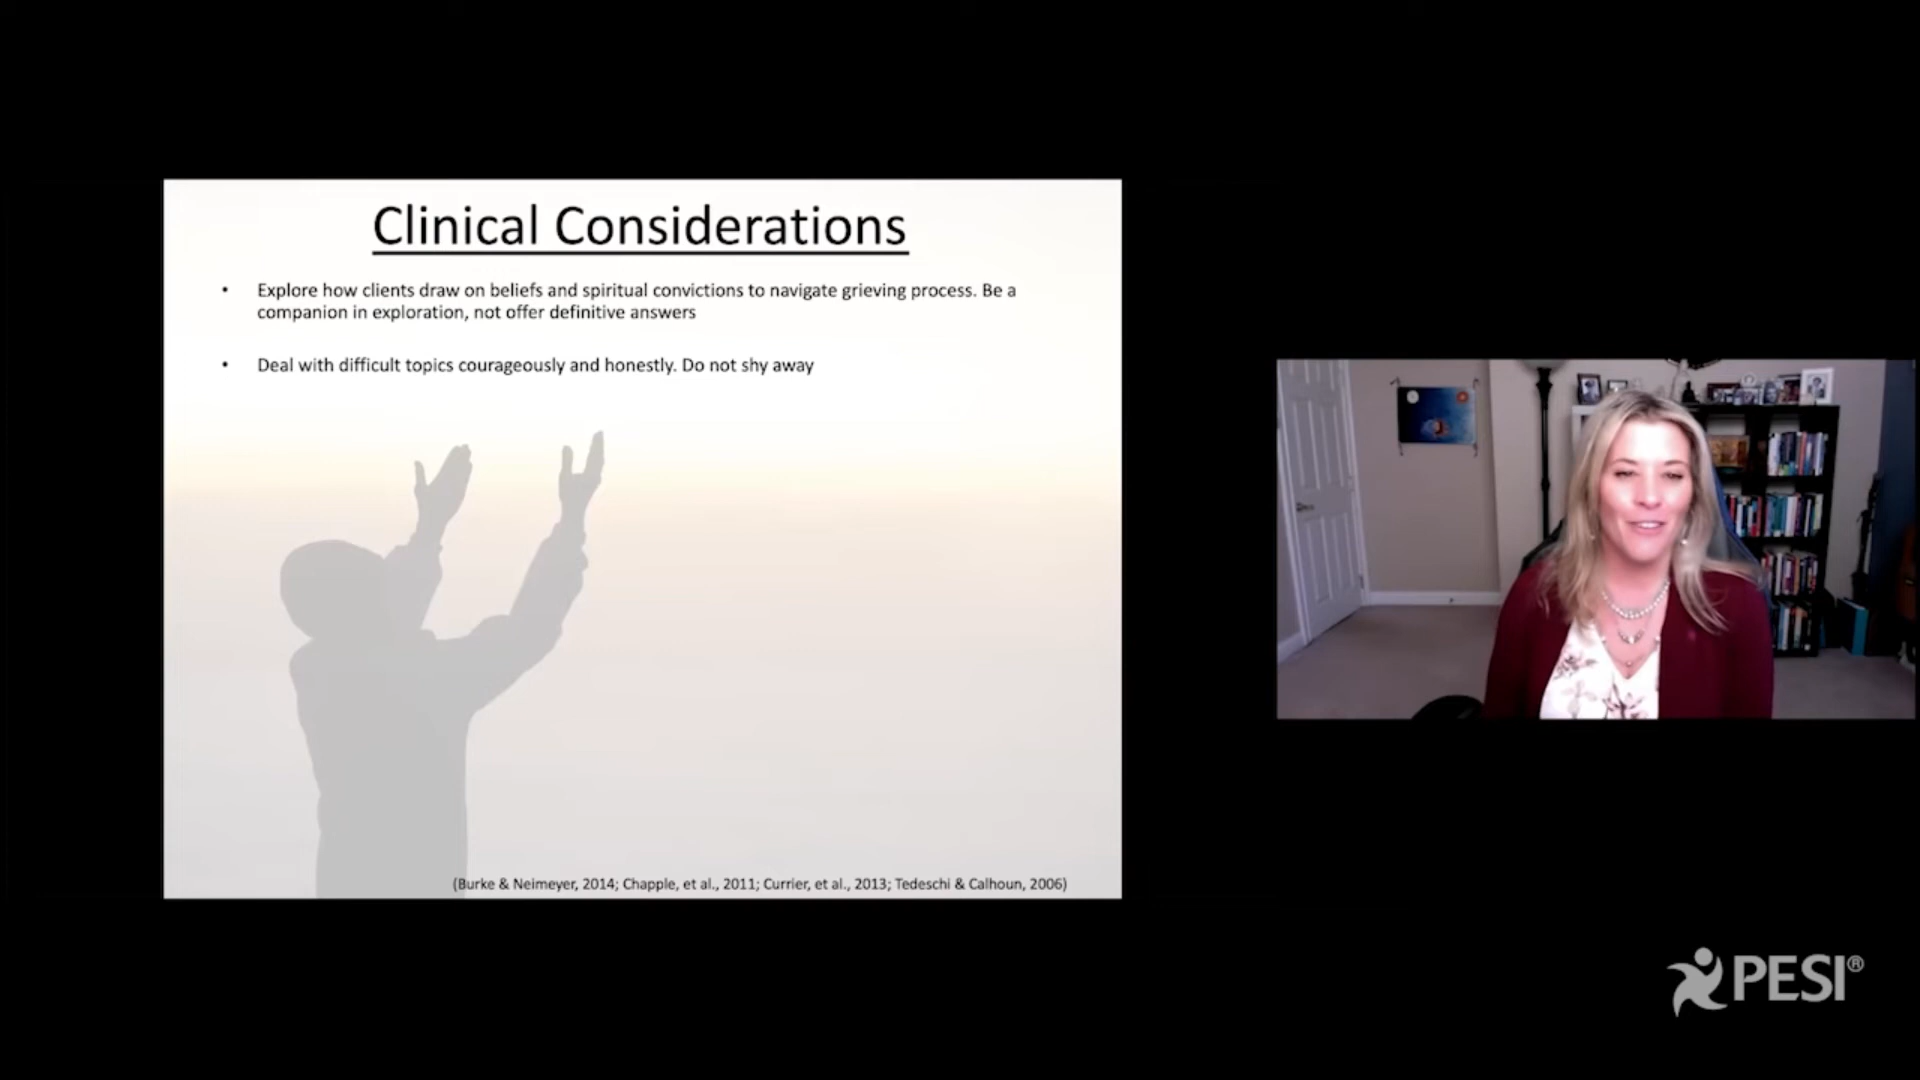 Clinical Considerations
• Explore how clients draw on beliefs and spiritual convictions to navigate grieving process. Be a
companion in exploration, not offer definitive answers
• Deal with difficult topics courageously and honestly. Do not shy away
(Burke & Neimeyer, 2014; Chapple, et al., 2011; Currier, et al., 2013; Tedeschi & Calhoun, 2006)
PESI®